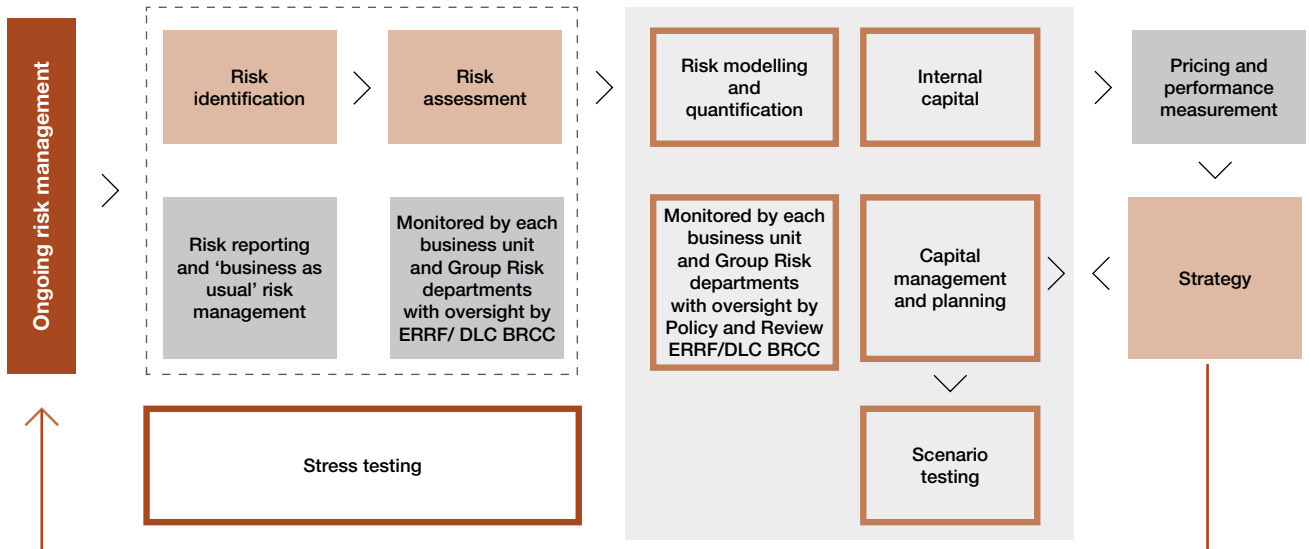 Ongoing risk management
Risk
identification
Risk
assessment
Risk modelling
and
quantification
Internal
capital
Pricing and
performance
measurement
Risk reporting
and ‘business as
usual’ risk
management
Monitored by each
business unit
and Group Risk
departments
with oversight by
ERRF/ DLC BRCC
Monitored by each
business unit
and Group Risk
departments
with oversight by
Policy and Review
ERRF/DLC BRCC
Capital
management
and planning
Strategy
Stress testing
Scenario
testing